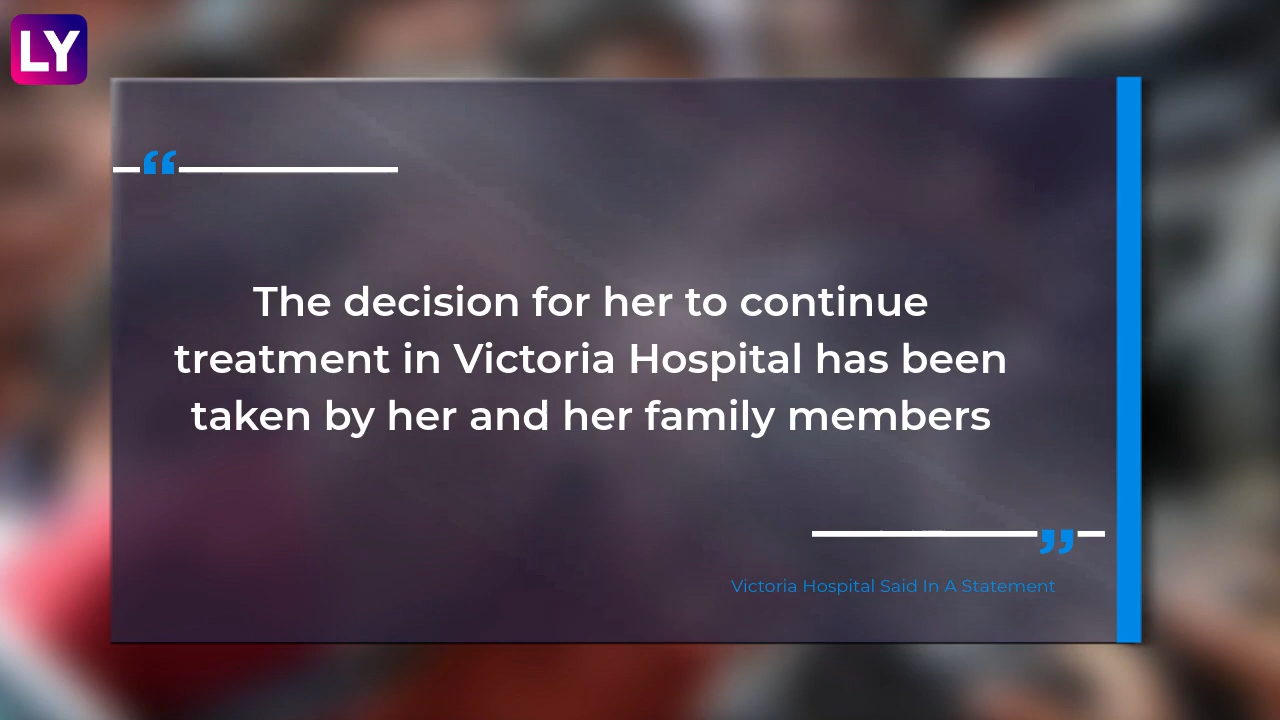 LY
“
The decision for her to continue
treatment in Victoria Hospital has been
taken by her and her family members
”
Victoria Hospital Said In A Statement